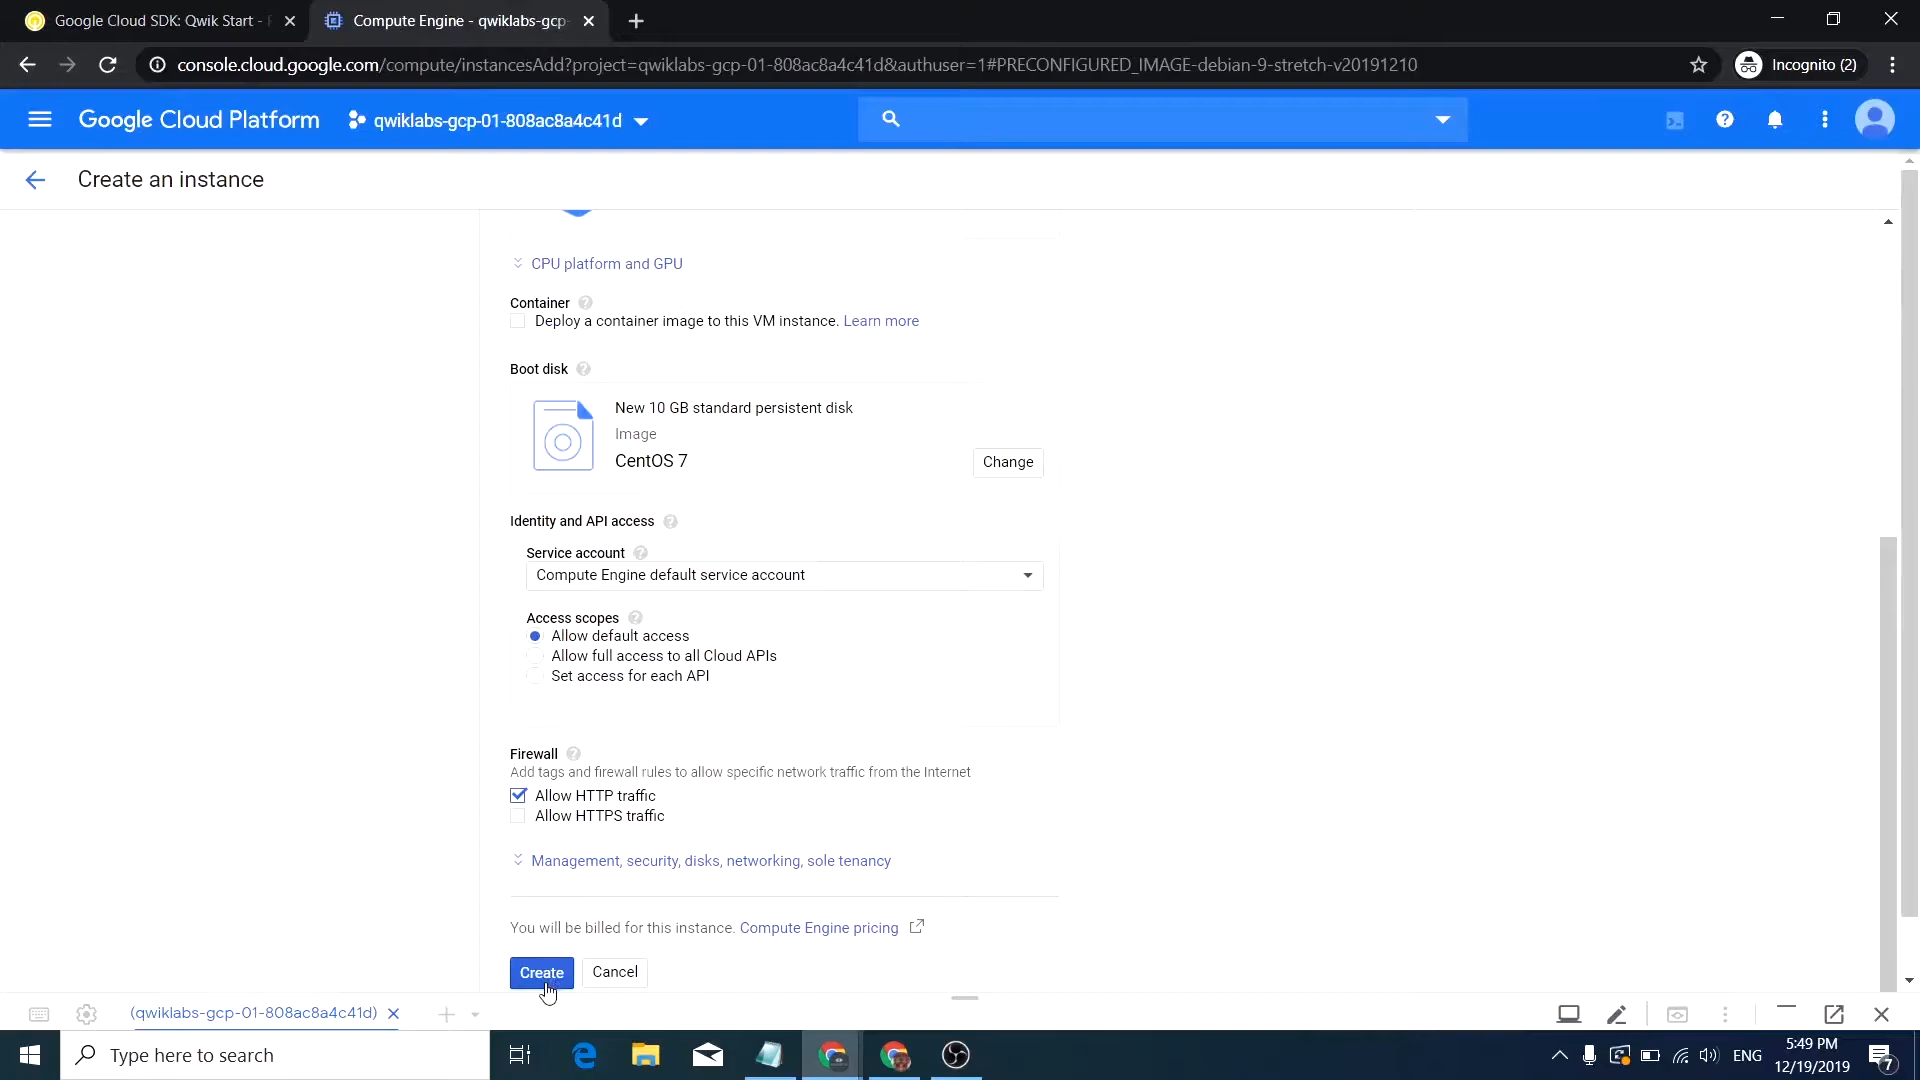 Google Cloud SDK: Qwik Start -
Compute Engine - qwiklabs-gcp-
console.cloud.google.com/compute/instancesAdd?project=qwiklabs-gcp-01-808ac8a4c41d&authuser=1#PRECONFIGURED_IMAGE-debian-9-stretch-v20191210
Incognito (2)
Google Cloud Platform
qwiklabs-gcp-01-808ac8a4c41d
Create an instance
CPU platform and GPU
Container
Deploy a container image to this VM instance. Learn more
Boot disk
New 10 GB standard persistent disk
Image
CentOS 7
Change
Identity and API access
Service account
Compute Engine default service account
Access scopes
Allow default access
Allow full access to all Cloud APIs
Set access for each API
Firewall
Add tags and firewall rules to allow specific network traffic from the Internet
Allow HTTP traffic
Allow HTTPS traffic
Management, security, disks, networking, sole tenancy
You will be billed for this instance. Compute Engine pricing
Create
Cancel
(qwiklabs-gcp-01-808ac8a4c41d)
Type here to search
ENG
5:49 PM
12/19/2019
7